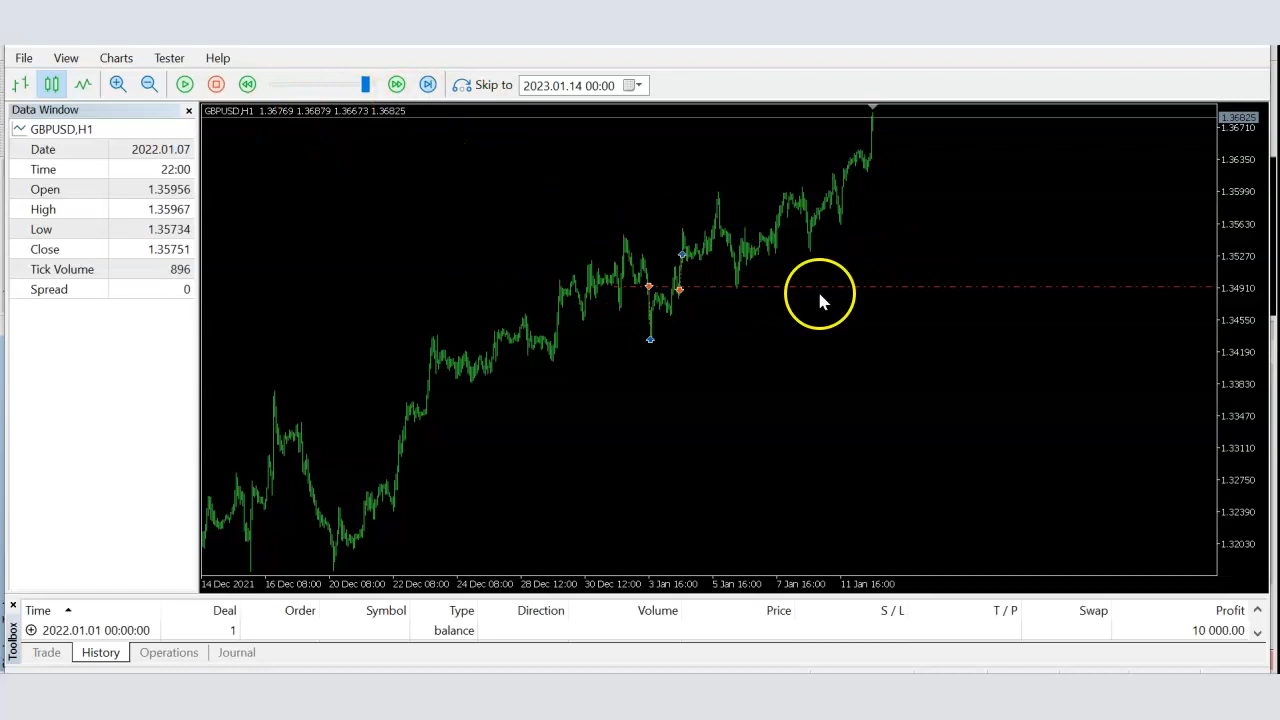 File View Charts Tester Help
Skip to 2023.01.14 00:00
Data Window ×
GBPUSD,H1
Date 2022.01.07
Time 22:00
Open 1.35956
High 1.35967
Low 1.35734
Close 1.35751
Tick Volume 896
Spread 0
GBPUSD,H1 1.36769 1.36879 1.36673 1.36825
1.36825
1.36710
1.36350
1.35990
1.35630
1.35270
1.34910
1.34550
1.34190
1.33830
1.33470
1.33110
1.32750
1.32390
1.32030
14 Dec 2021 16 Dec 08:00 20 Dec 08:00 22 Dec 08:00 24 Dec 08:00 28 Dec 12:00 30 Dec 12:00 3 Jan 16:00 5 Jan 16:00 7 Jan 16:00 11 Jan 16:00
Time Deal Order Symbol Type Direction Volume Price S / L T / P Swap Profit
2022.01.01 00:00:00 1 balance 10 000.00
Toolbox
Trade History Operations Journal